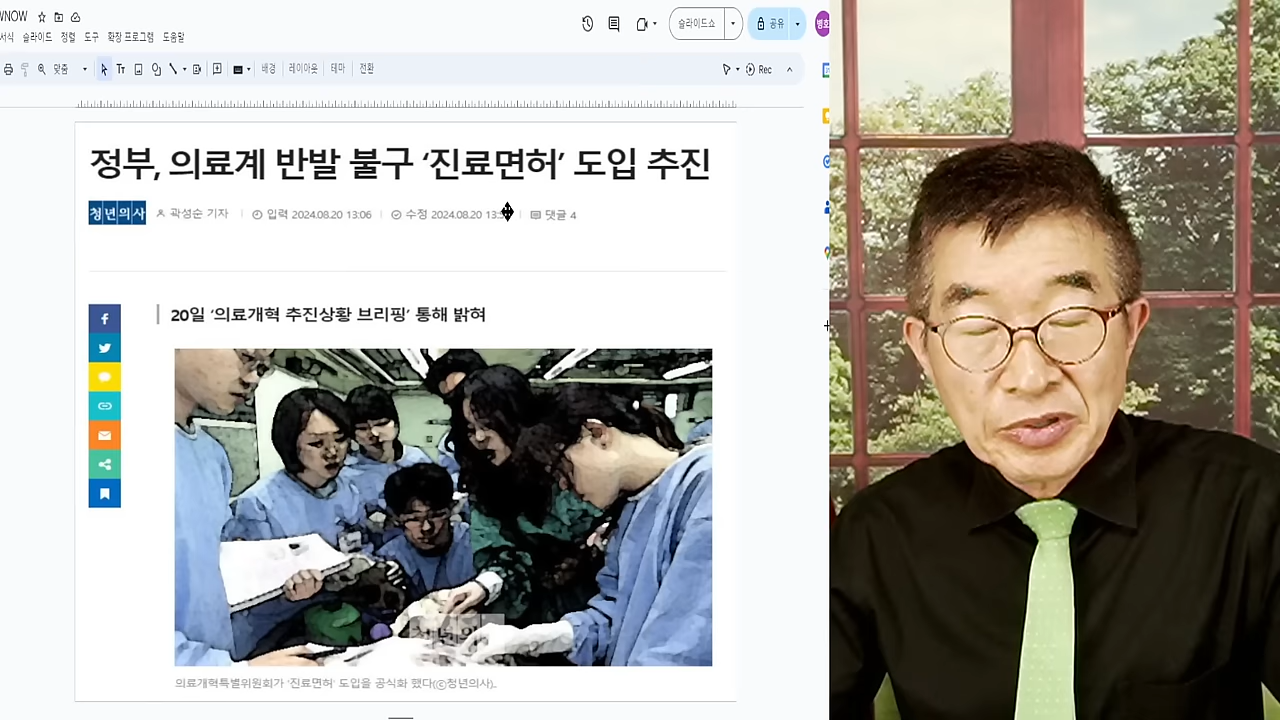 WNOW
서식 슬라이드 정렬 도구 확장 프로그램 도움말
슬라이드쇼
공유
병호
맞춤
Tт
배경 레이아웃 테마 전환
Rec
정부, 의료계 반발 불구 ‘진료면허’ 도입 추진
청년의사 곽성순 기자 입력 2024.08.20 13:06 수정 2024.08.20 댓글 4
20일 ‘의료개혁 추진상황 브리핑’ 통해 밝혀
의료개혁특별위원회가 ‘진료면허’ 도입을 공식화 했다(ⓒ청년의사).